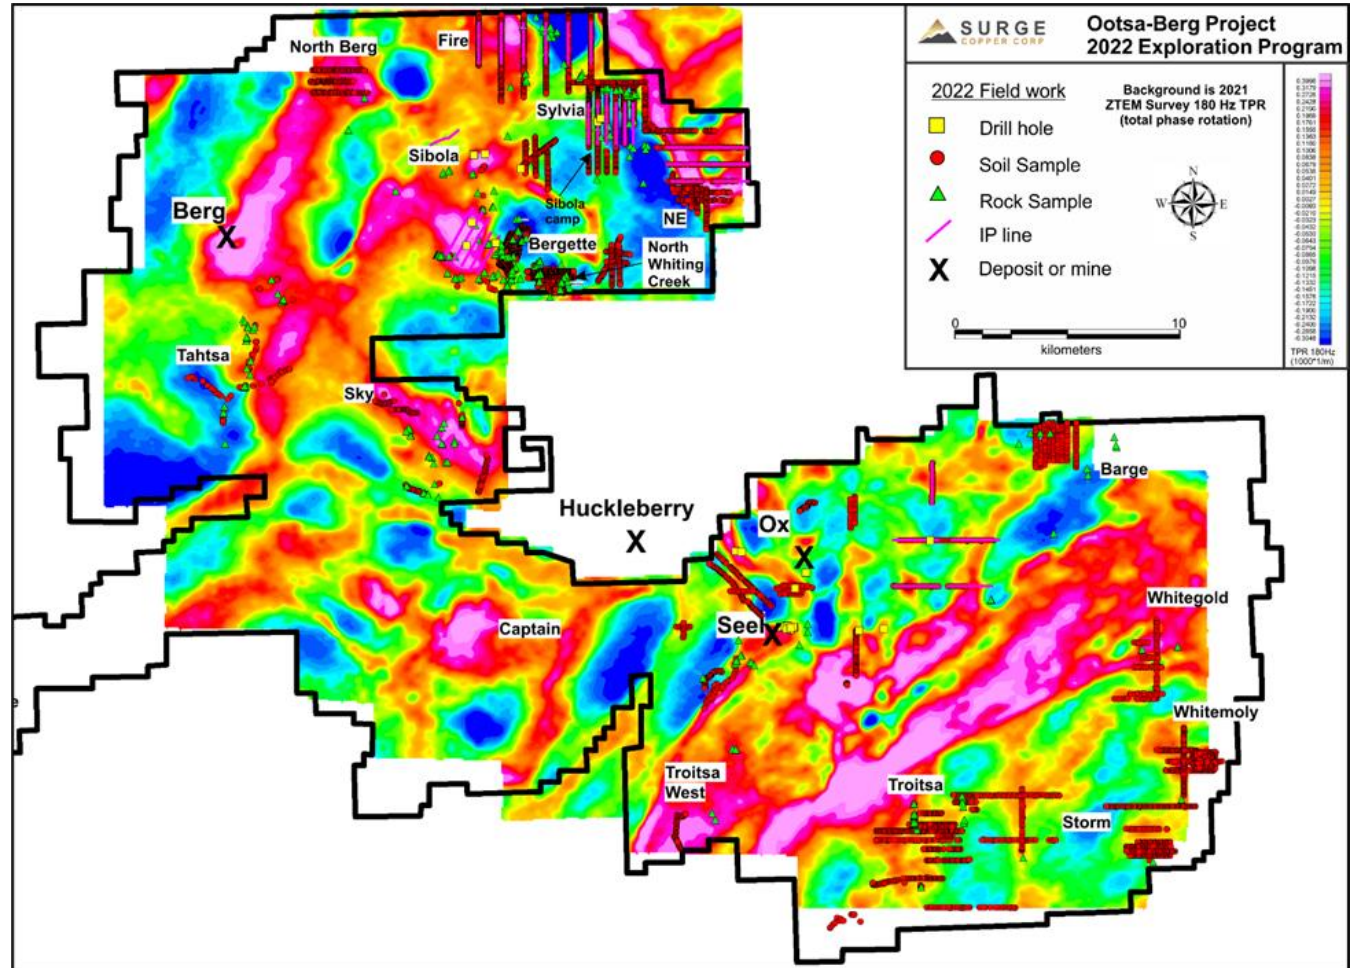 SURGE
COPPER CORP
Ootsa-Berg Project
2022 Exploration Program
2022 Field work
Drill hole
Soil Sample
Rock Sample
IP line
X Deposit or mine
Background is 2021
ZTEM Survey 180 Hz TPR
(total phase rotation)
N
W E
S
0 10
kilometers
TPR 180Hz
(1000*1/m)
North Berg
Fire
Sylvia
Sibola
Sibola
camp
Berg
X
NE
Bergette
North
Whiting
Creek
Tahtsa
Sky
Barge
Huckleberry
X
Ox
X
Whitegold
Captain
Seel
X
Whitemoly
Troitsa
West
Troitsa
Storm
e